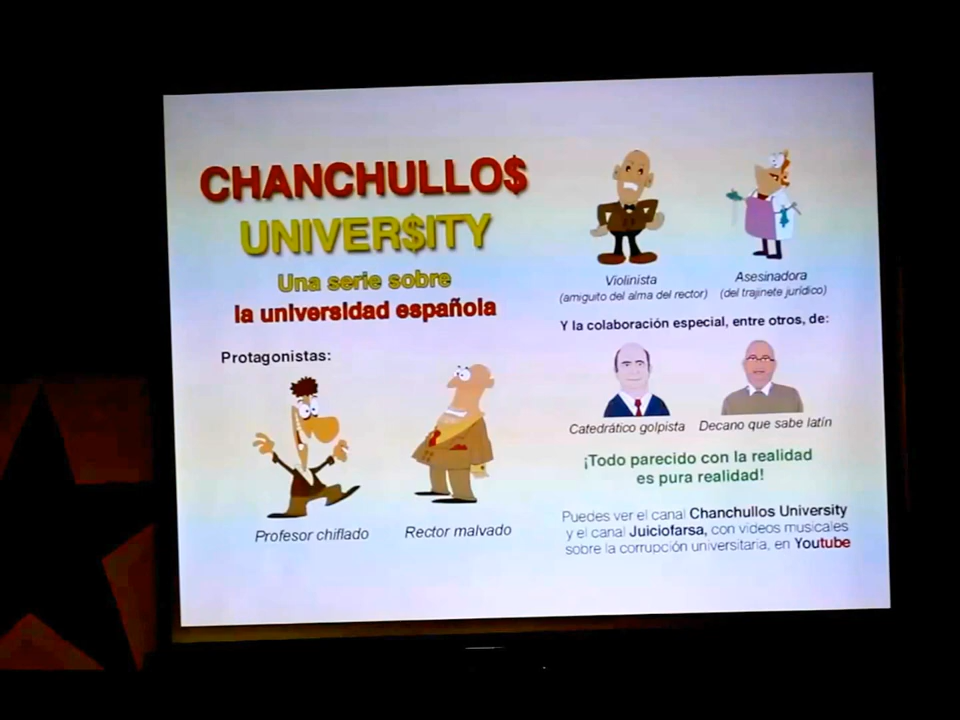 CHANCHULLO$
UNIVER$ITY
Una serie sobre
la universidad española
Protagonistas:
Profesor chiflado
Rector malvado
Violinista
(amiguito del alma del rector)
Asesinadora
(del trajinete jurídico)
Y la colaboración especial, entre otros, de:
Catedrático golpista
Decano que sabe latín
¡Todo parecido con la realidad
es pura realidad!
Puedes ver el canal Chanchullos University
y el canal Juiciofarsa, con videos musicales
sobre la corrupción universitaria, en Youtube